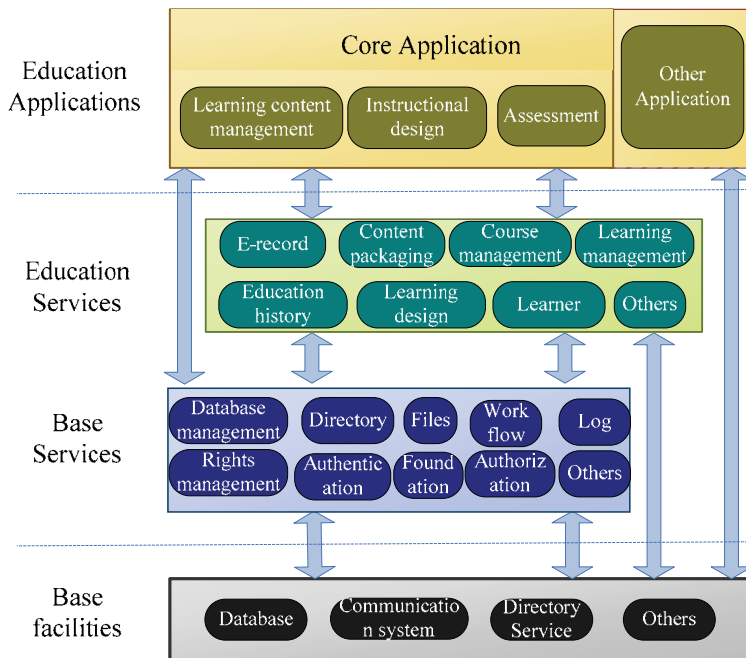 Education
Applications
Core Application
Learning content
management
Instructional
design
Assessment
Other
Application
Education
Services
E-record
Content
packaging
Course
management
Learning
management
Education
history
Learning
design
Learner
Others
Base
Services
Database
management
Directory
Files
Work
flow
Log
Rights
management
Authentic
ation
Found
ation
Authoriz
ation
Others
Base
facilities
Database
Communicatio
n system
Directory
Service
Others